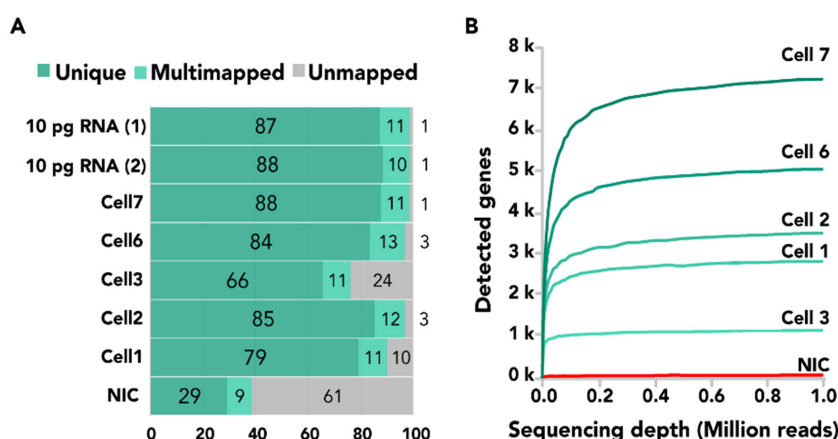 A
Unique Multimapped Unmapped
10 pg RNA (1) 87 11 1
10 pg RNA (2) 88 10 1
Cell7 88 11 1
Cell6 84 13 3
Cell3 66 11 24
Cell2 85 12 3
Cell1 79 11 10
NIC 29 9 61
0 20 40 60 80 100
B
Detected genes
8 k
7 k
6 k
5 k
4 k
3 k
2 k
1 k
0 k
Cell 7
Cell 6
Cell 2
Cell 1
Cell 3
NIC
0.0 0.2 0.4 0.6 0.8 1.0
Sequencing depth (Million reads)